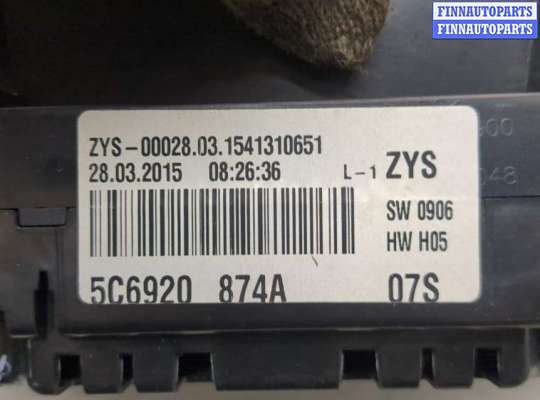 FINNAUTOPARTS
FINNAUTOPARTS
ZYS-00028.03.1541310651
28.03.2015 08:26:36 L-1 ZYS
SW 0906
HW H05
5C6920 874A 07S